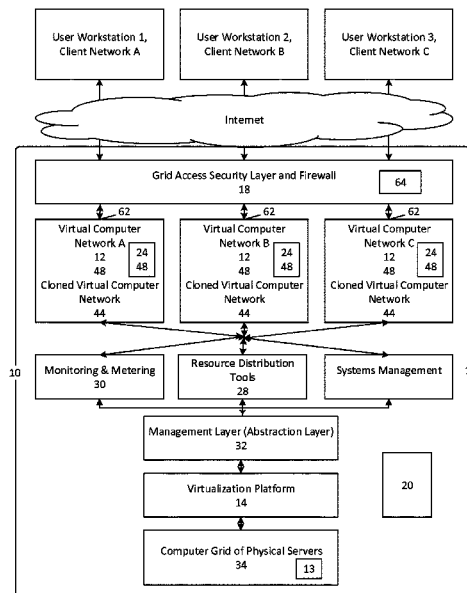 User Workstation 1,
Client Network A
User Workstation 2,
Client Network B
User Workstation 3,
Client Network C
Internet
Grid Access Security Layer and Firewall
18
64
62
62
62
Virtual Computer
Network A
12
48
24
48
Cloned Virtual Computer
Network
44
Virtual Computer
Network B
12
48
24
48
Cloned Virtual Computer
Network
44
Virtual Computer
Network C
12
48
24
48
Cloned Virtual Computer
Network
44
10
Monitoring & Metering
30
Resource Distribution
Tools
28
Systems Management
Management Layer (Abstraction Layer)
32
Virtualization Platform
14
20
Computer Grid of Physical Servers
34
13